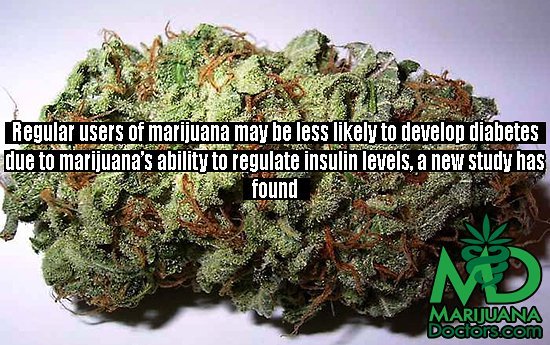 Regular users of marijuana may be less likely to develop diabetes
due to marijuana's ability to regulate insulin levels, a new study has
found
MD
MARIJUANA
Doctors.com